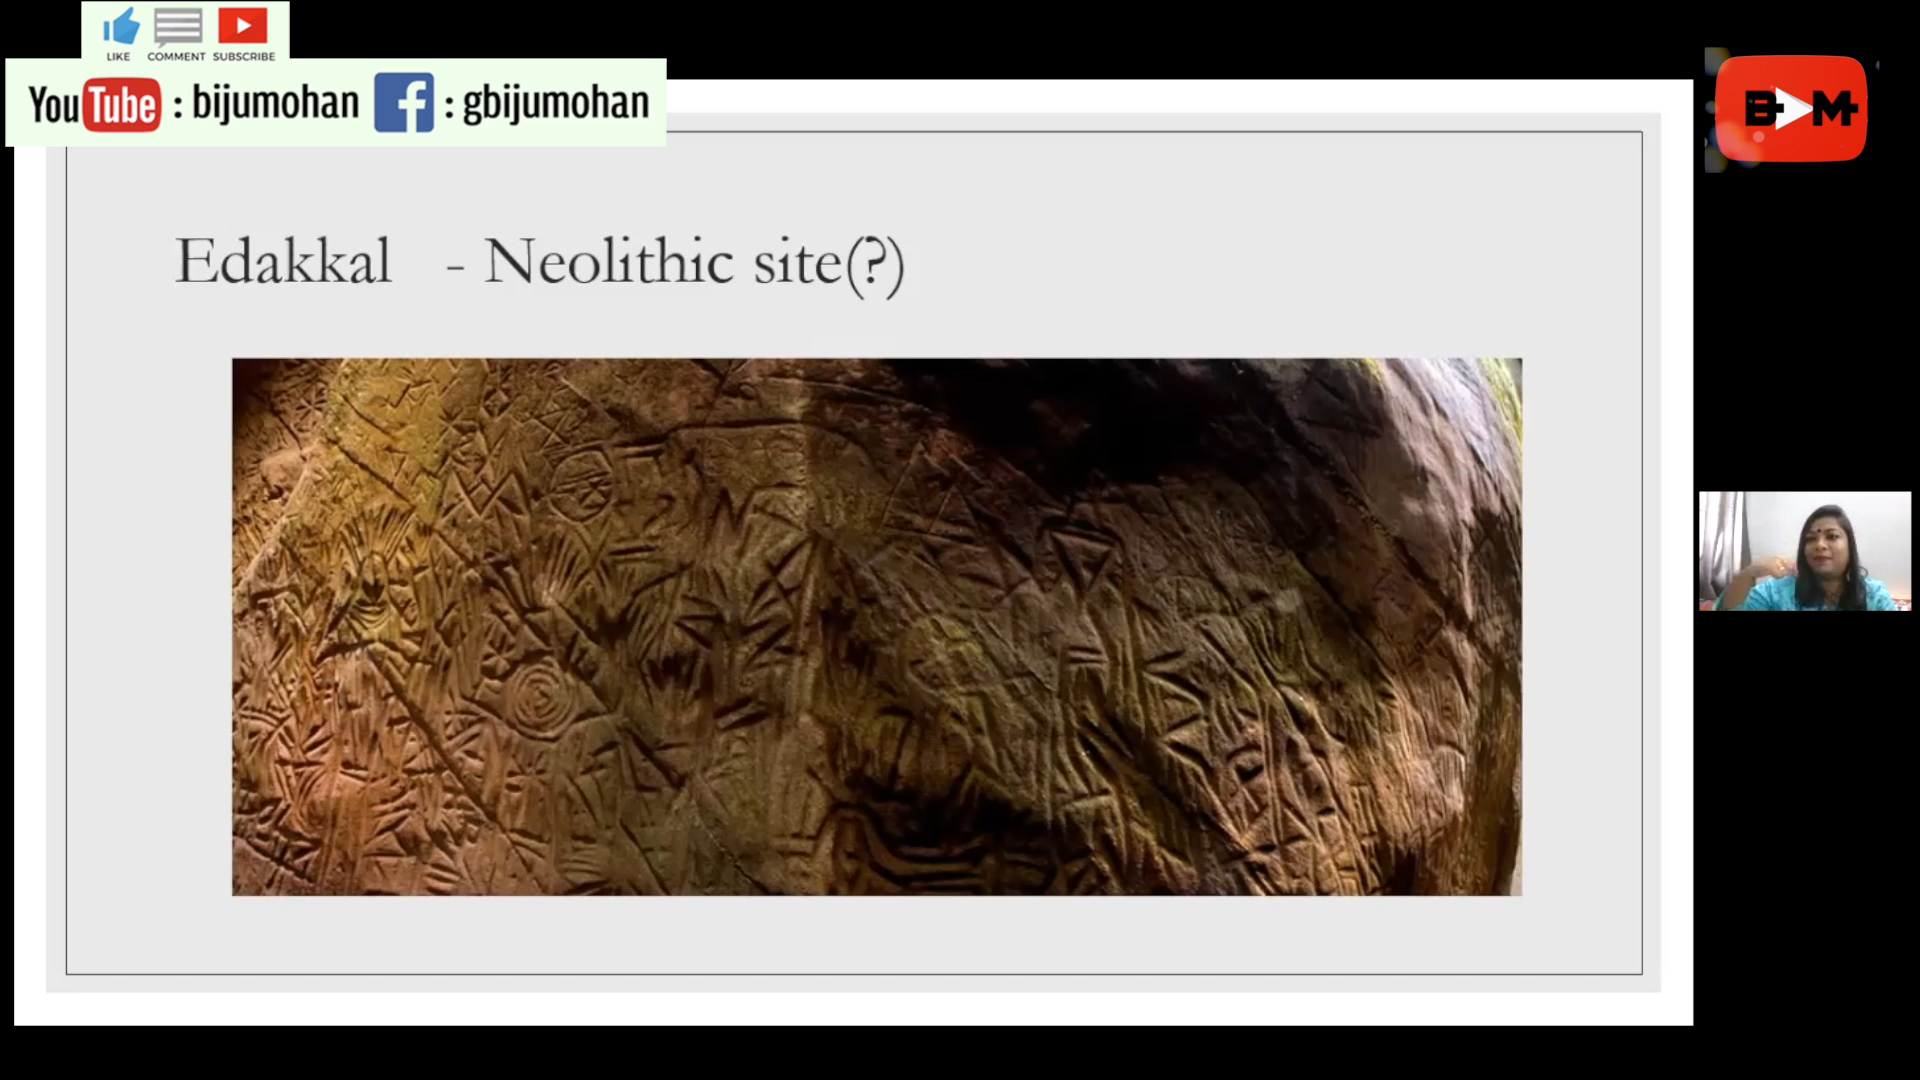 LIKE COMMENT SUBSCRIBE
YouTube : bijumohan f : gbijumohan
B M
Edakkal - Neolithic site(?)